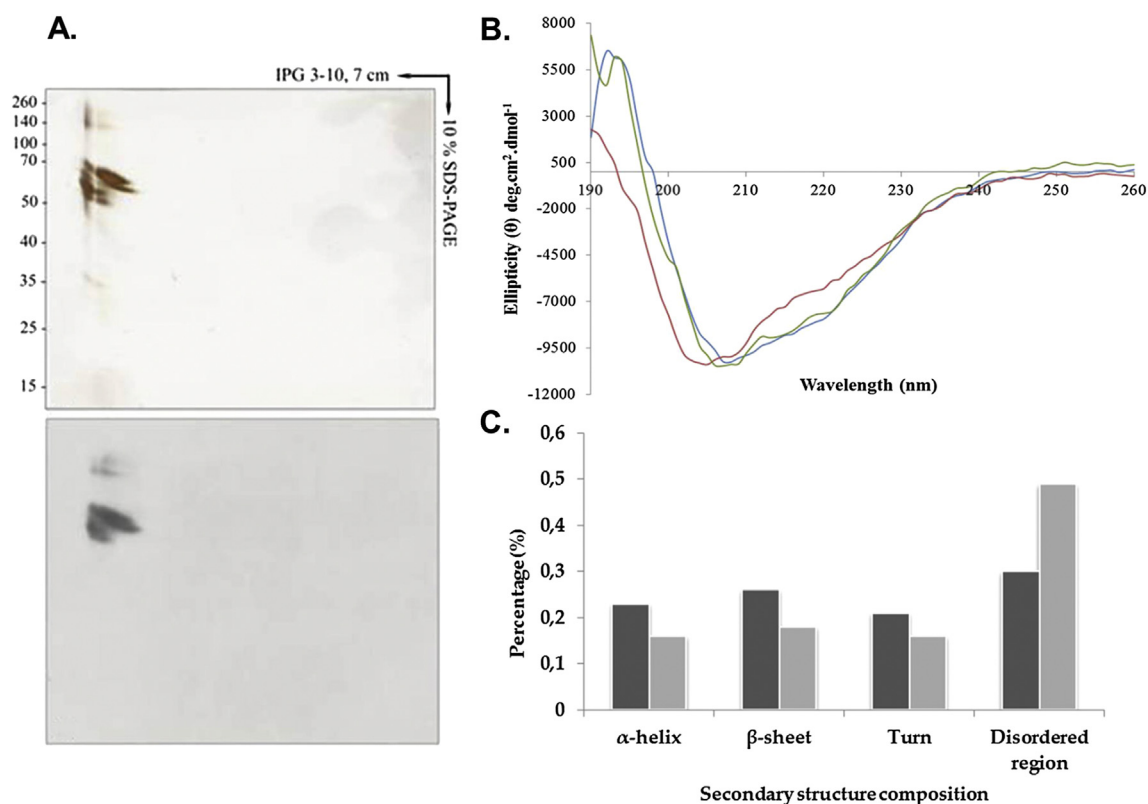 A.
IPG 3-10, 7 cm
10 % SDS-PAGE
260
140
100
70
50
40
35
25
15
B.
8000
5500
3000
500
-2000
-4500
-7000
-9500
-12000
Ellipticity (θ) deg.cm².dmol⁻¹
190 200 210 220 230 240 250 260
Wavelength (nm)
C.
0,6
0,5
0,4
0,3
0,2
0,1
0
Percentage (%)
α-helix β-sheet Turn Disordered
region
Secondary structure composition